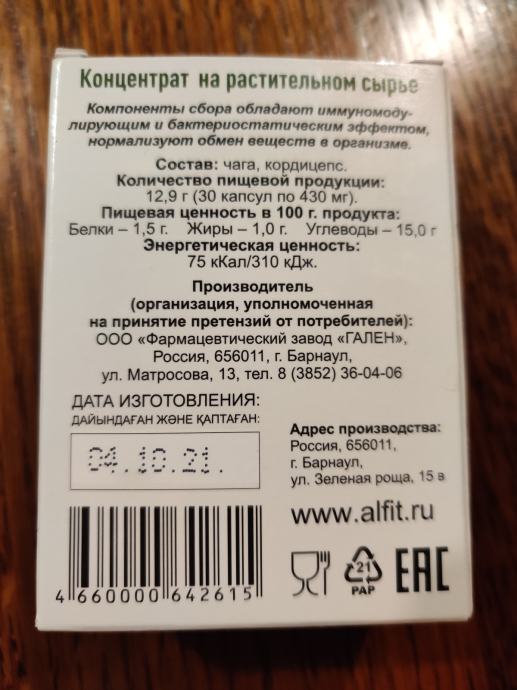 Концентрат на растительном сырье
Компоненты сбора обладают иммуномоду-
лирующим и бактериостатическим эффектом,
нормализуют обмен веществ в организме.
Состав: чага, кордицепс.
Количество пищевой продукции:
12,9 г (30 капсул по 430 мг).
Пищевая ценность в 100 г. продукта:
Белки – 1,5 г. Жиры – 1,0 г. Углеводы – 15,0 г
Энергетическая ценность:
75 кКал/310 кДж.
Производитель
(организация, уполномоченная
на принятие претензий от потребителей):
ООО «Фармацевтический завод «ГАЛЕН»,
Россия, 656011, г. Барнаул,
ул. Матросова, 13, тел. 8 (3852) 36-04-06
ДАТА ИЗГОТОВЛЕНИЯ:
ДАЙЫНДАҒАН ЖӘНЕ ҚАПТАҒАН:
04.10.21.
Адрес производства:
Россия, 656011,
г. Барнаул,
ул. Зеленая роща, 15 в
www.alfit.ru
4 660000 642615
21
PAP
EAC